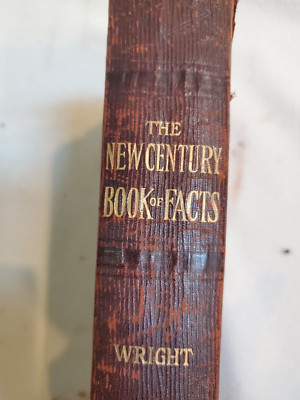 THE
NEW CENTURY
BOOK OF FACTS
WRIGHT